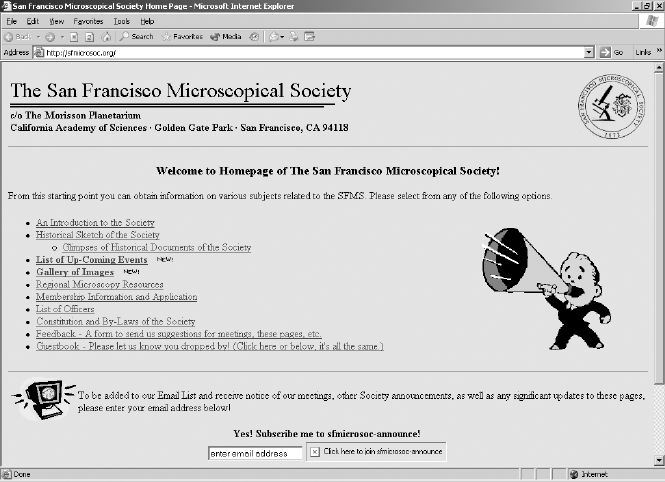 San Francisco Microscopical Society Home Page - Microsoft Internet Explorer
File Edit View Favorites Tools Help
Back Search Favorites Media
Address http://sfmicrosoc.org/ Go Links »
The San Francisco Microscopical Society
c/o The Morisson Planetarium
California Academy of Sciences · Golden Gate Park · San Francisco, CA 94118
SAN FRANCISCO MICROSCOPICAL SOCIETY
1872
Welcome to Homepage of The San Francisco Microscopical Society!
From this starting point you can obtain information on various subjects related to the SFMS. Please select from any of the following options.
An Introduction to the Society
Historical Sketch of the Society
Glimpses of Historical Documents of the Society
List of Up-Coming Events NEW!
Gallery of Images NEW!
Regional Microscopy Resources
Membership Information and Application
List of Officers
Constitution and By-Laws of the Society
Feedback - A form to send us suggestions for meetings, these pages, etc.
Guestbook - Please let us know you dropped by! (Click here or below, it's all the same.)
To be added to our Email List and receive notice of our meetings, other Society announcements, as well as any significant updates to these pages,
please enter your email address below!
Yes! Subscribe me to sfmicrosoc-announce!
enter email address Click here to join sfmicrosoc-announce
Done Internet